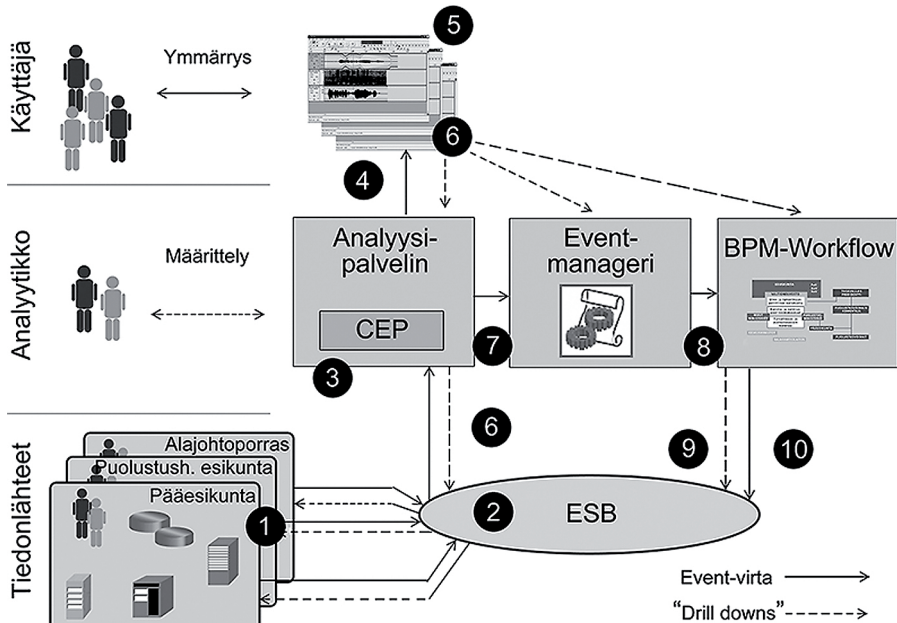 Käyttäjä
Ymmärrys
5
6
4
Analyytikko
Määrittely
Analyysi-
palvelin
CEP
3
Event-
manageri
7
BPM-Workflow
8
6
9
10
Tiedonlähteet
Alajohtoporras
Puolustush. esikunta
Pääesikunta
1
2
ESB
Event-virta
“Drill downs”